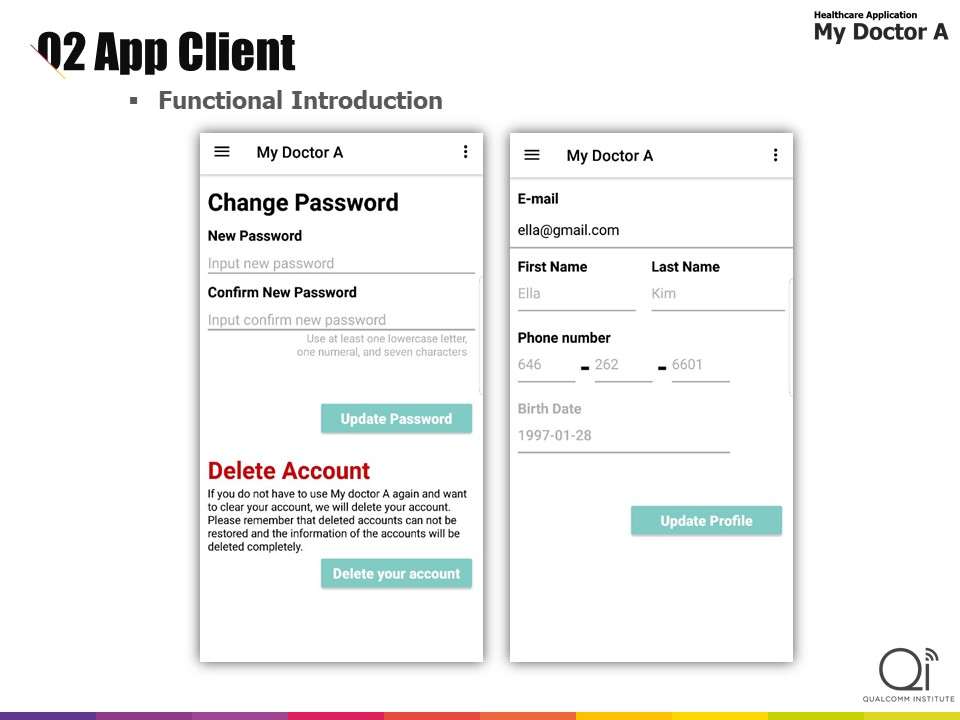 Healthcare Application
My Doctor A
02 App Client
▪ Functional Introduction
My Doctor A
Change Password
New Password
Input new password
Confirm New Password
Input confirm new password
Use at least one lowercase letter,
one numeral, and seven characters
Update Password
Delete Account
If you do not have to use My doctor A again and want
to clear your account, we will delete your account.
Please remember that deleted accounts can not be
restored and the information of the accounts will be
deleted completely.
Delete your account
My Doctor A
E-mail
ella@gmail.com
First Name Last Name
Ella Kim
Phone number
646 - 262 - 6601
Birth Date
1997-01-28
Update Profile
Qi
QUALCOMM INSTITUTE